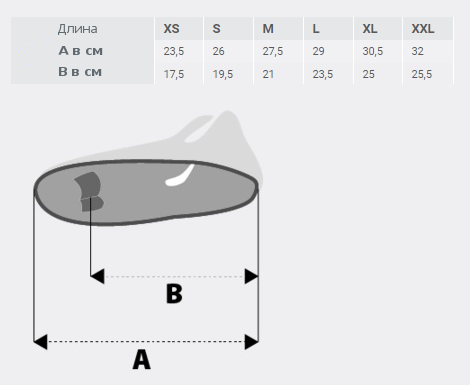 Длина XS S M L XL XXL
А в см 23,5 26 27,5 29 30,5 32
В в см 17,5 19,5 21 23,5 25 25,5
B
A